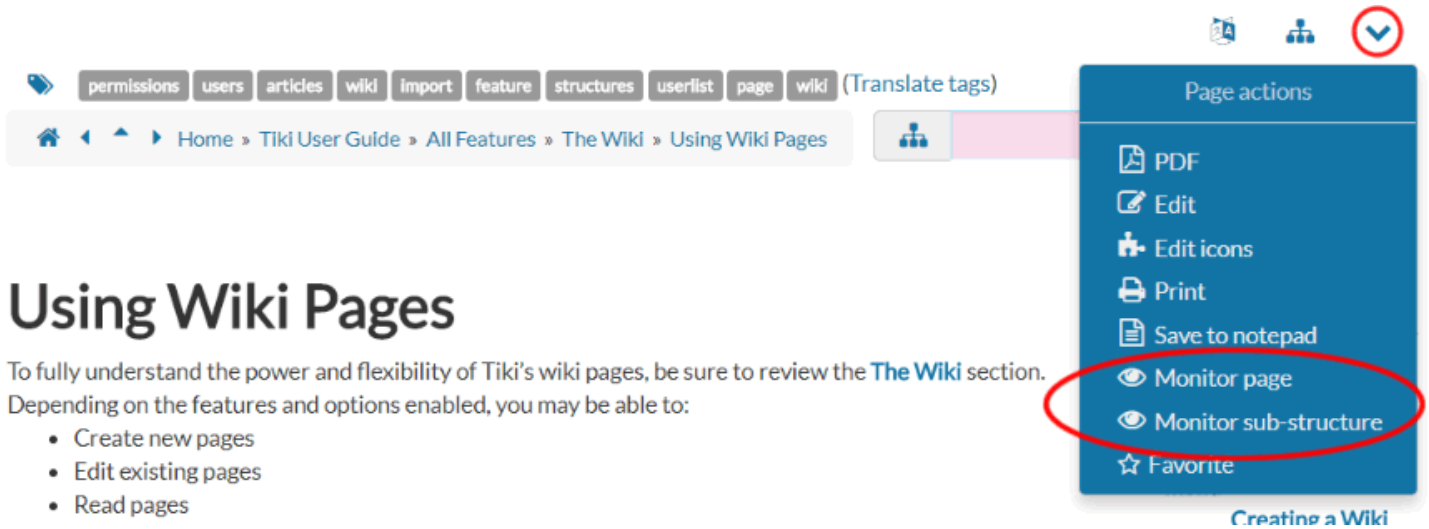 permissions users articles wiki import feature structures userlist page wiki (Translate tags)
Home » Tiki User Guide » All Features » The Wiki » Using Wiki Pages
Page actions
PDF
Edit
Edit icons
Print
Save to notepad
Monitor page
Monitor sub-structure
Favorite
Using Wiki Pages
To fully understand the power and flexibility of Tiki's wiki pages, be sure to review the The Wiki section.
Depending on the features and options enabled, you may be able to:
• Create new pages
• Edit existing pages
• Read pages
Creating a Wiki